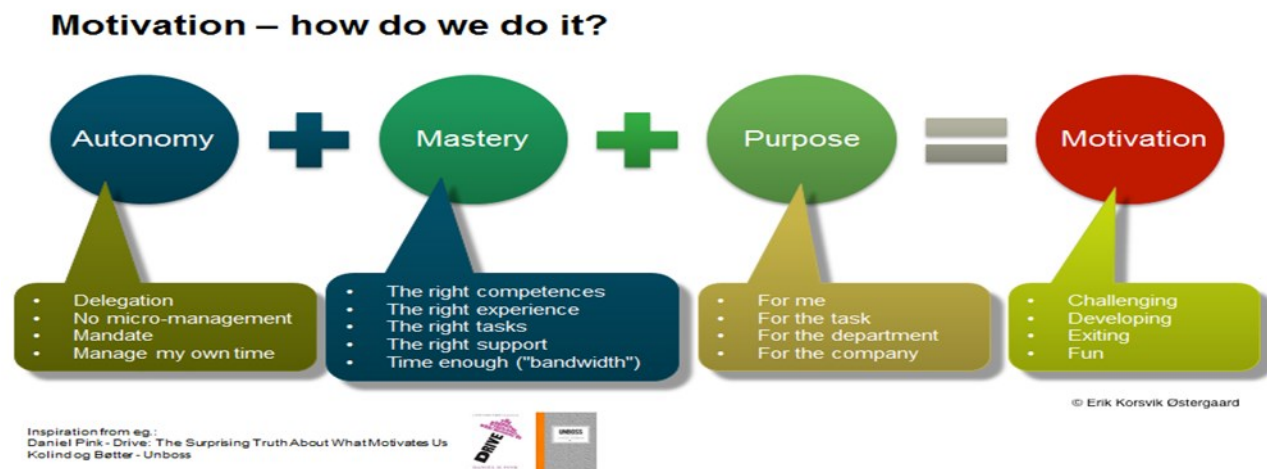 Motivation – how do we do it?
Autonomy
Mastery
Purpose
Motivation
• Delegation
• No micro-management
• Mandate
• Manage my own time
• The right competences
• The right experience
• The right tasks
• The right support
• Time enough ("bandwidth")
• For me
• For the task
• For the department
• For the company
• Challenging
• Developing
• Exiting
• Fun
© Erik Korsvik Østergaard
Inspiration from eg.:
Daniel Pink - Drive: The Surprising Truth About What Motivates Us
Kolind og Bøtter - Unboss
DRIVE
UNBOSS